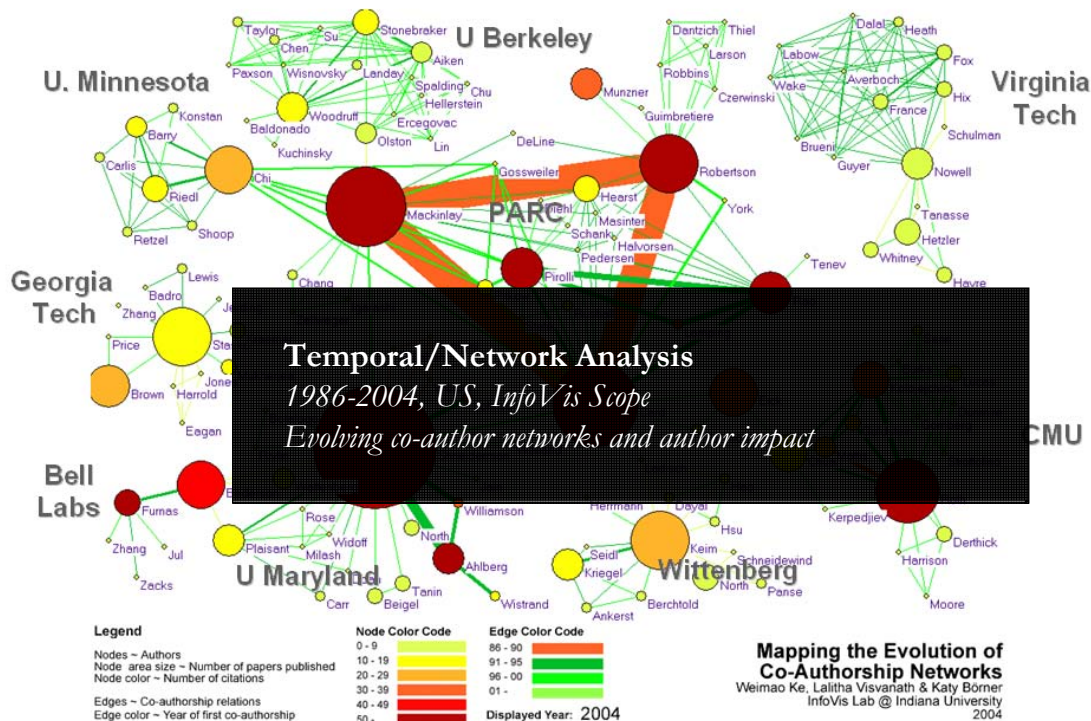 Taylor
Su
Stonebraker
Chen
Aiken
Paxson
Wisnovsky
Landay
Spalding
Chu
Hellerstein
Woodruff
Ercegovac
Baldonado
Olston
Lin
Kuchinsky
U Berkeley
U. Minnesota
Konstan
Barry
Carlis
Riedl
Chi
Retzel
Shoop
Dantzich
Thiel
Larson
Robbins
Munzner
Czerwinski
Guimbretiere
DeLine
Gossweiler
Robertson
Mackinlay
PARC
Hearst
Masinter
Schank
Halvorsen
Pedersen
York
Pirolli
Tenev
Dalal
Heath
Labow
Fox
Averboch
Wake
Hix
France
Schulman
Brueni
Guyer
Nowell
Tanasse
Hetzler
Whitney
Havre
Virginia
Tech
Georgia
Tech
Lewis
Badro
Zhang
Price
Brown
Harrold
Eagan
Chang
Temporal/Network Analysis
1986-2004, US, InfoVis Scope
Evolving co-author networks and author impact
CMU
Bell
Labs
Furnas
Zhang
Jul
Zacks
Rose
Plaisant
Milash
Widoff
U Maryland
Carr
Beigel
Tanin
North
Williamson
Ahlberg
Wistrand
Herrmann
Dayal
Hsu
Seidl
Keim
Schneidewind
Kriegel
Wittenberg
North
Panse
Berchtold
Ankerst
Kerpedjiev
Derthick
Harrison
Moore
Legend
Nodes ~ Authors
Node area size ~ Number of papers published
Node color ~ Number of citations
Edges ~ Co-authorship relations
Edge color ~ Year of first co-authorship
Node Color Code
0 - 9
10 - 19
20 - 29
30 - 39
40 - 49
50 -
Edge Color Code
86 - 90
91 - 95
96 - 00
01 -
Displayed Year: 2004
Mapping the Evolution of
Co-Authorship Networks
Weimao Ke, Lalitha Visvanath & Katy Börner
InfoVis Lab @ Indiana University
2004